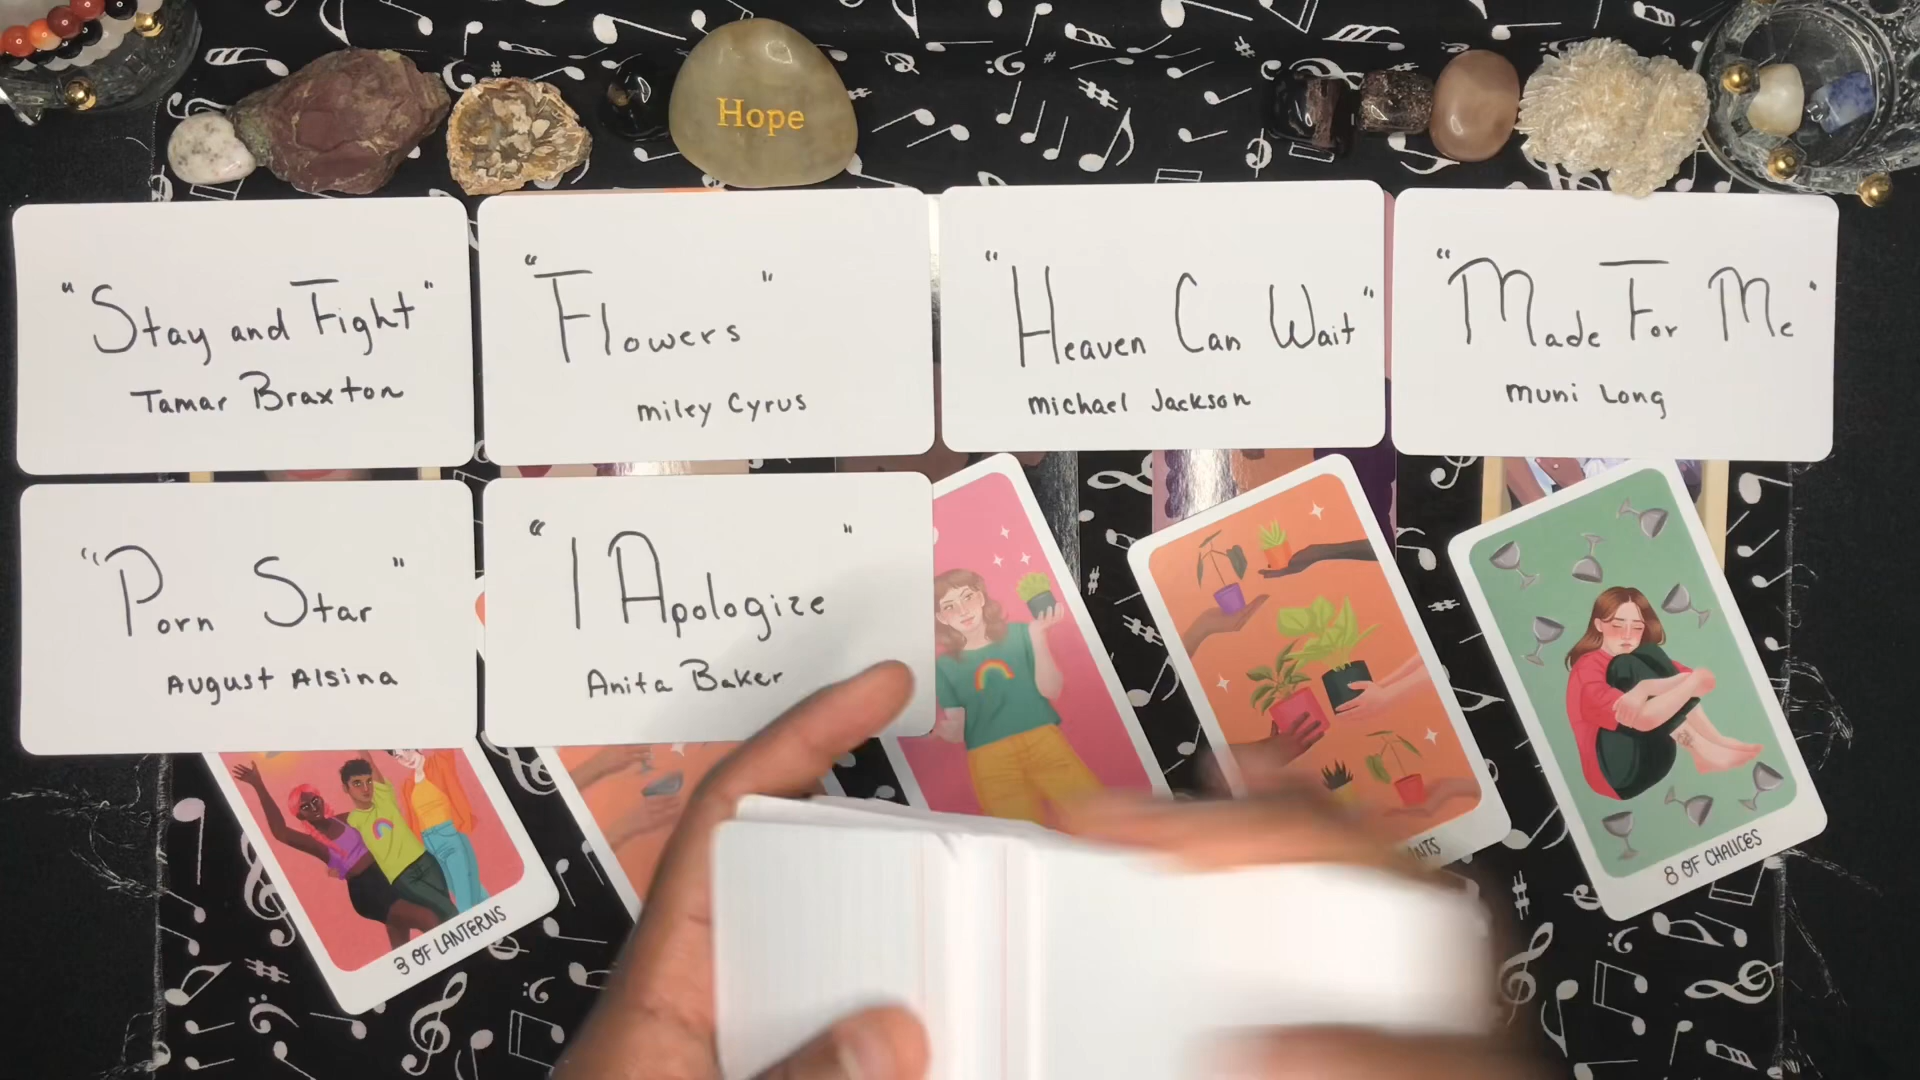 Hope
"Stay and Fight"
Tamar Braxton
"Flowers"
miley Cyrus
"Heaven Can Wait"
michael Jackson
"Made For Me"
muni Long
"Porn Star"
August Alsina
"I Apologize"
Anita Baker
3 OF LANTERNS
8 OF CHALICES